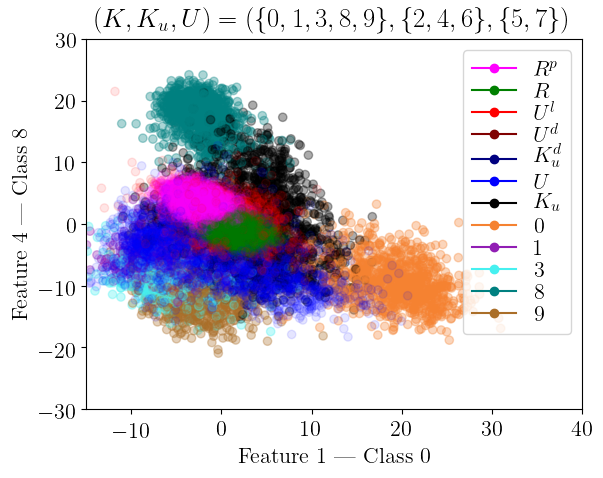 (K, K_u, U) = ({0, 1, 3, 8, 9}, {2, 4, 6}, {5, 7})
30
20
10
0
−10
−20
−30
−10
0
10
20
30
40
Feature 4 — Class 8
Feature 1 — Class 0
R^p
R
U^l
U^d
K_u^d
U
K_u
0
1
3
8
9